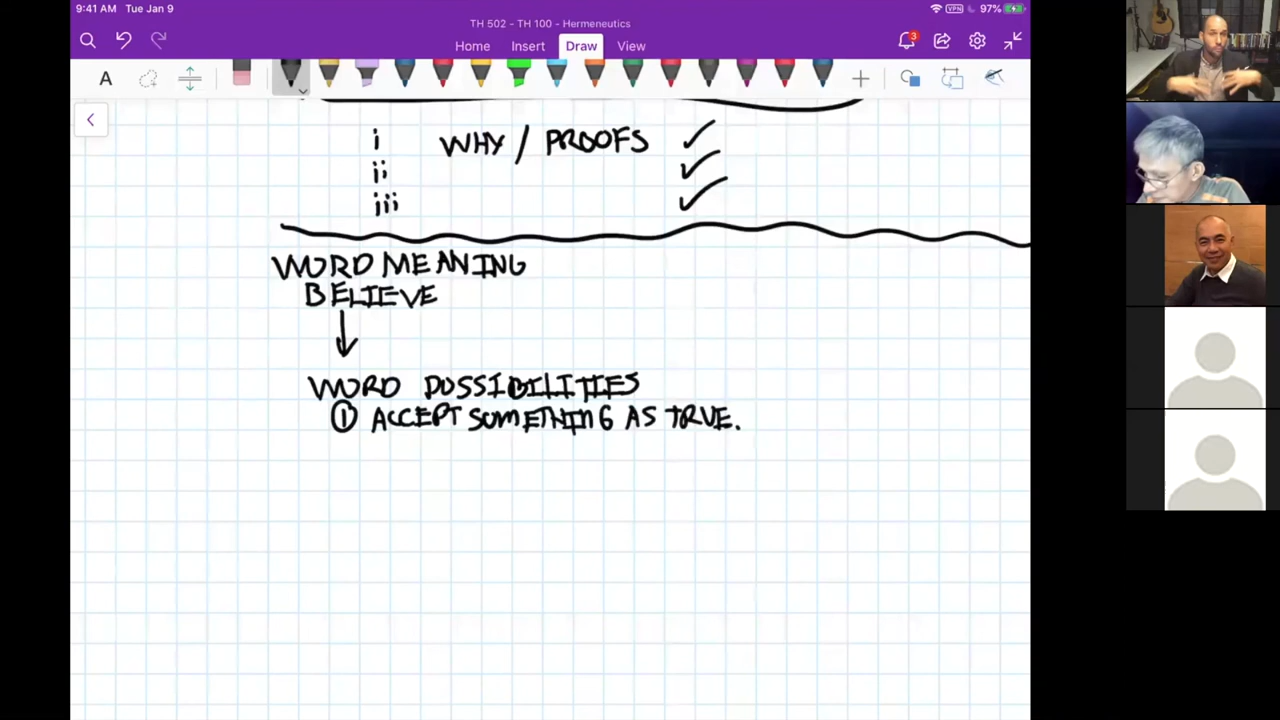 9:41 AM Tue Jan 9
VPN 97%
TH 502 - TH 100 - Hermeneutics
Home Insert Draw View
3
A
i WHY / PROOFS ✓
ii ✓
iii ✓
WORD MEANING
BELIEVE
WORD POSSIBILITIES
① ACCEPT SOMETHING AS TRUE.